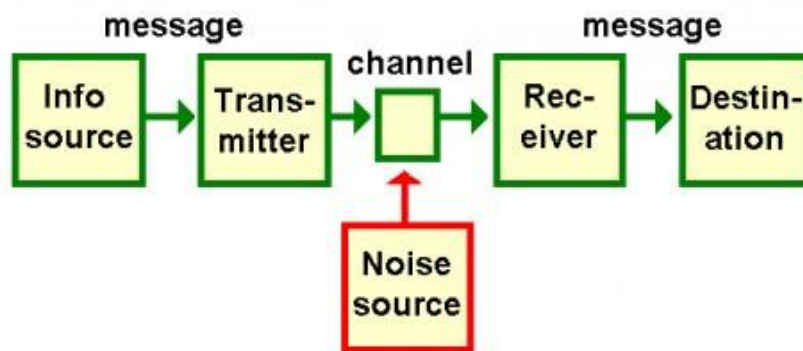 message
message
channel
Info
source
Trans-
mitter
Rec-
eiver
Destin-
ation
Noise
source